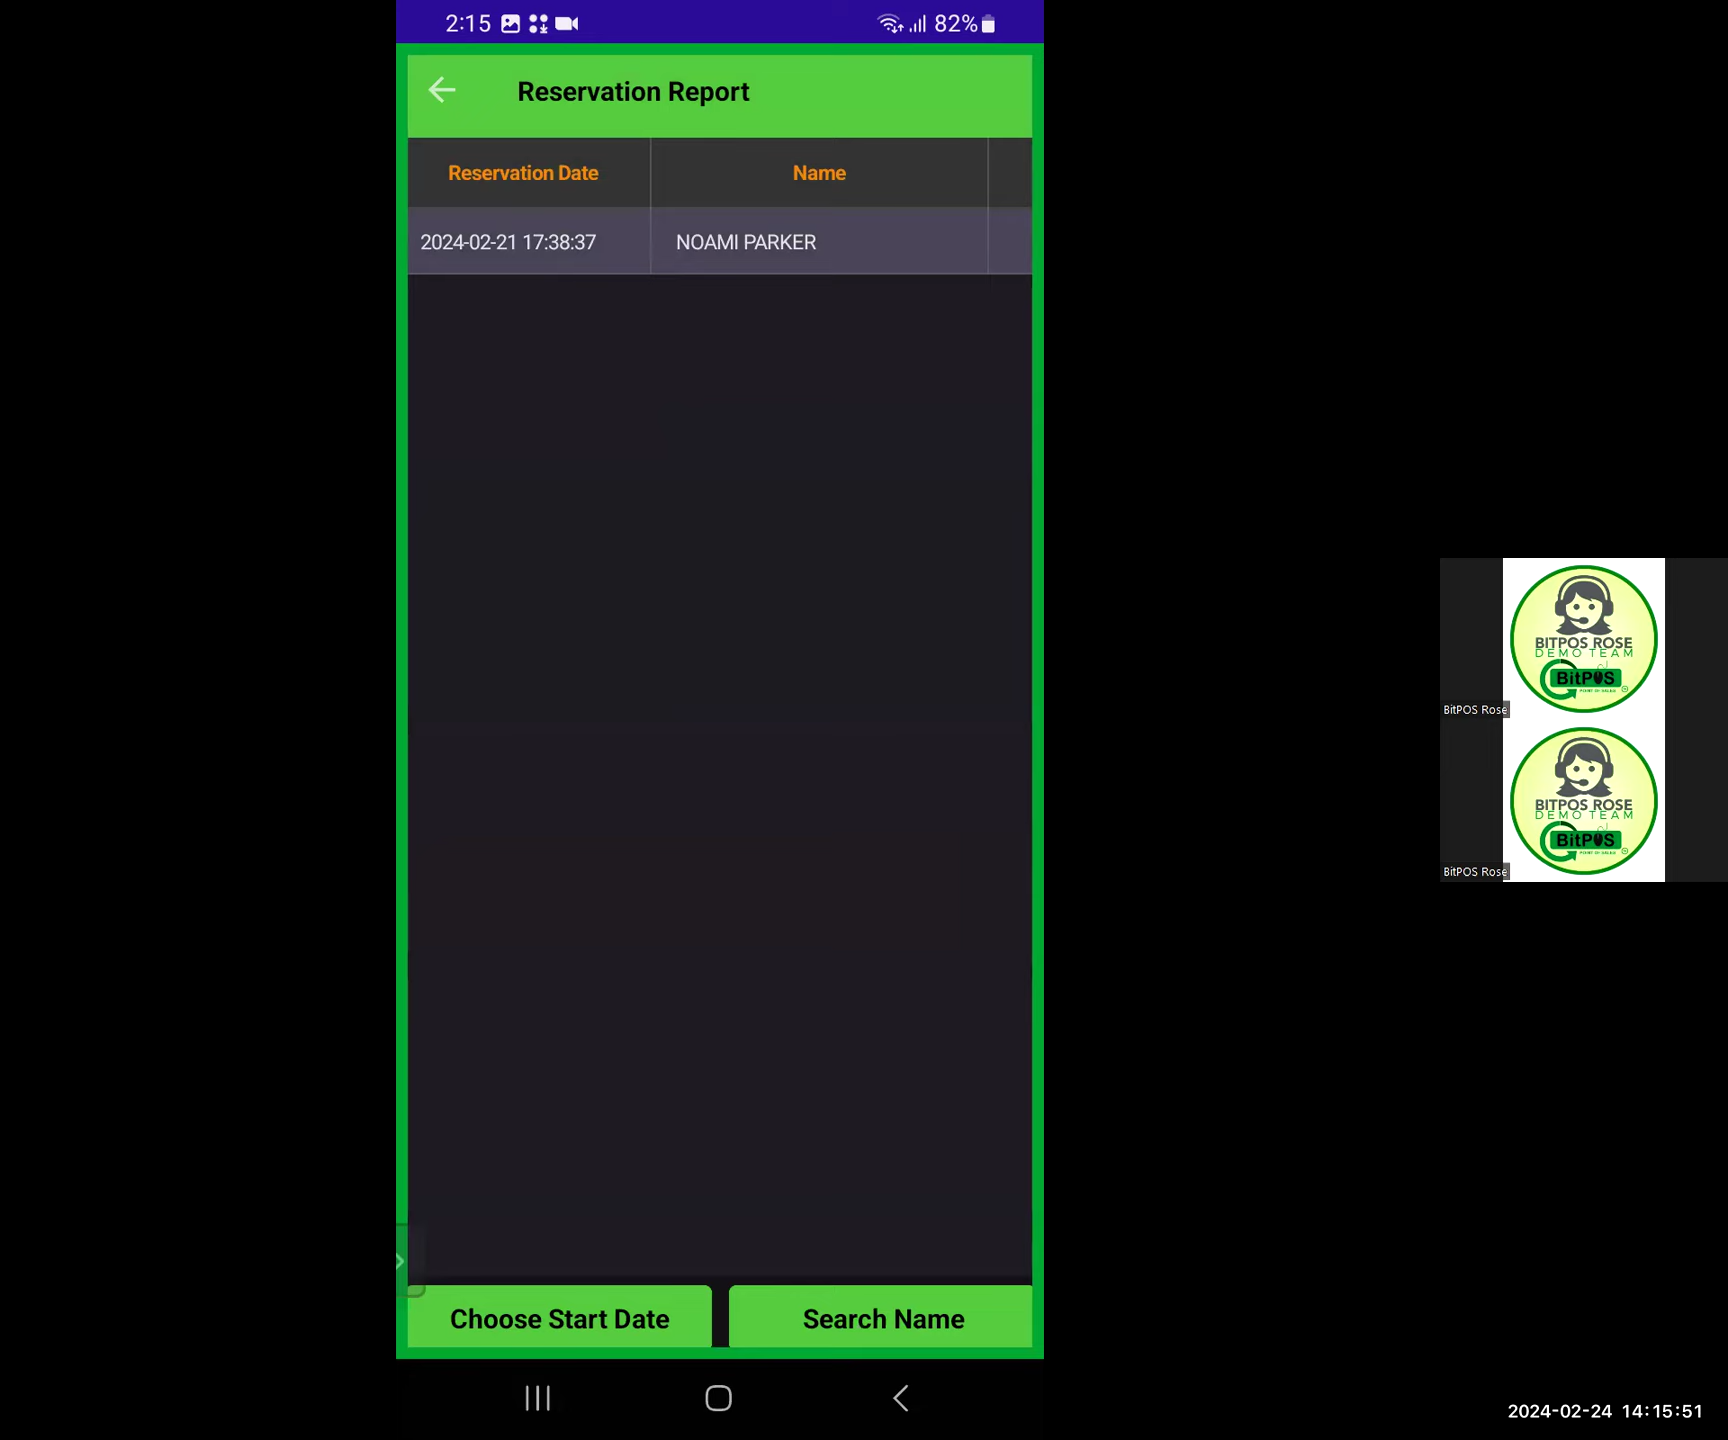 2:15 82%
Reservation Report
Reservation Date Name
2024-02-21 17:38:37 NOAMI PARKER
BITPOS ROSE
DEMO TEAM
BitPOS
BitPOS Rose
BITPOS ROSE
DEMO TEAM
BitPOS
BitPOS Rose
Choose Start Date Search Name
2024-02-24 14:15:51